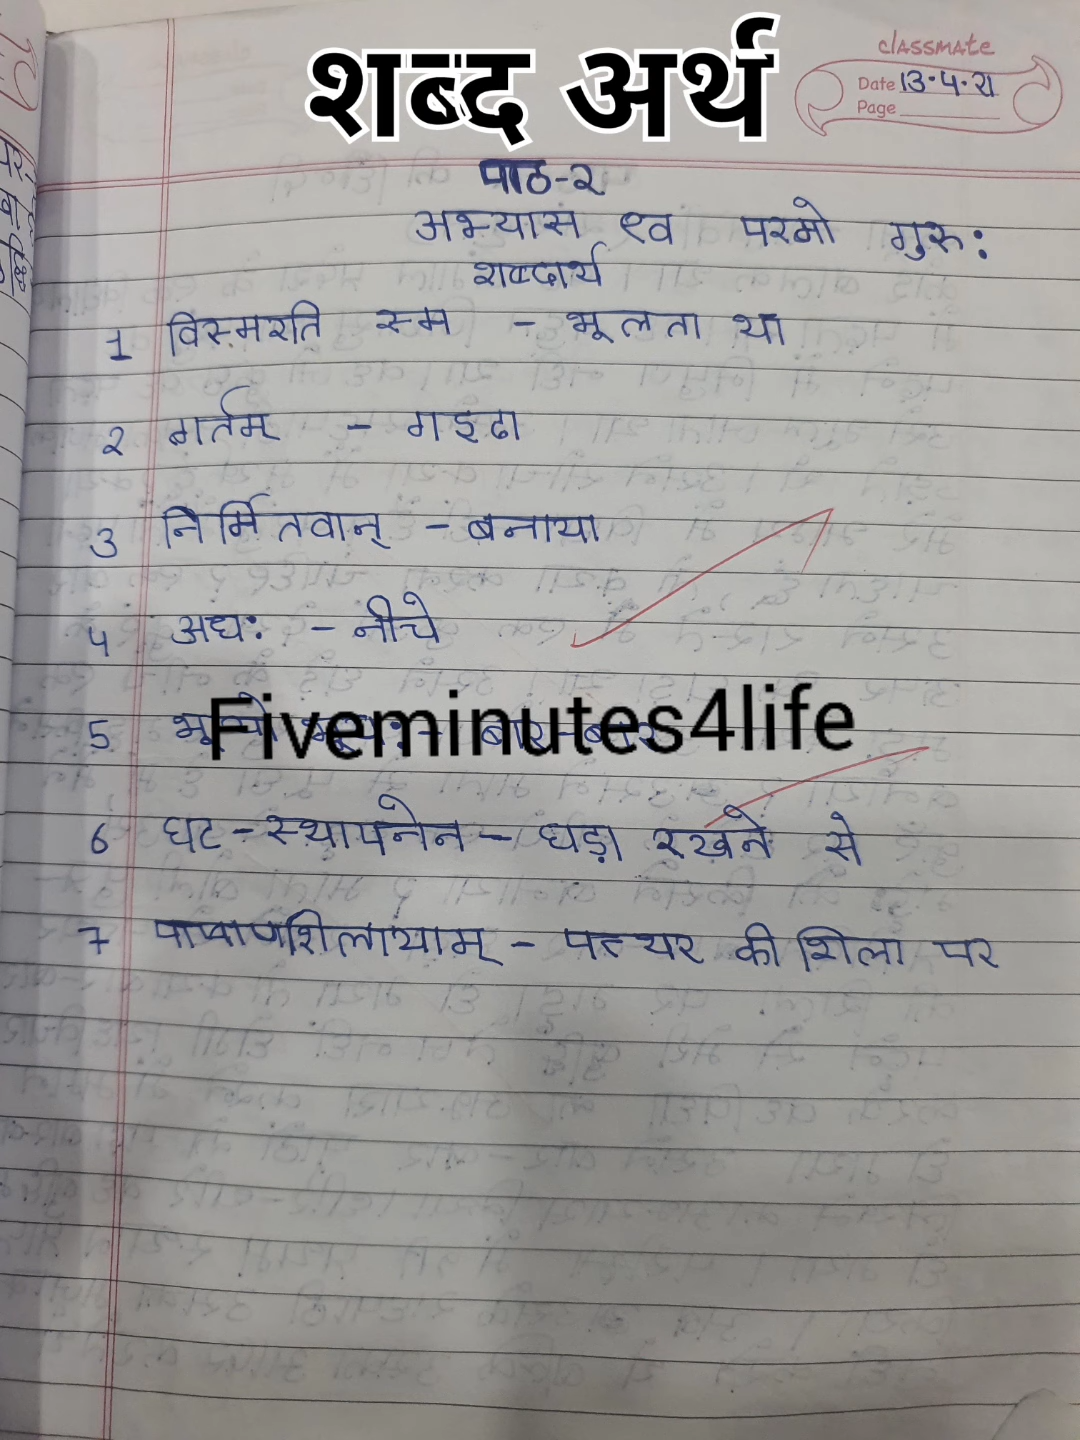 शब्द अर्थ
classmate
Date 13.4.21
Page
पाठ-२
अभ्यास एव परमो गुरु:
शब्दार्थ
1 विस्मरति स्म - भूलता था
२ गर्तम् - गड्ढा
3 निर्मितवान् - बनाया
4 अधः - नीचे
Fiveminutes4life
5 भूयो भूयः - बार-बार
6 घट-स्थापनेन - घड़ा रखने से
7 पाषाणशिलायाम् - पत्थर की शिला पर